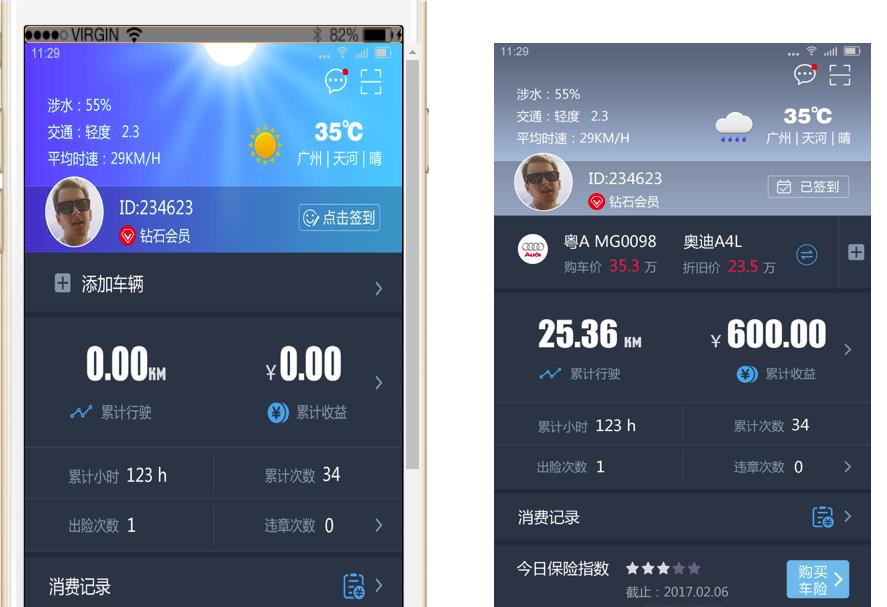 VIRGIN
82%
11:29
涉水：55%
交通：轻度 2.3
平均时速：29KM/H
35℃
广州 | 天河 | 晴
ID:234623
钻石会员
点击签到
添加车辆
0.00KM
¥0.00
累计行驶
累计收益
累计小时 123 h
累计次数 34
出险次数 1
违章次数 0
消费记录
11:29
涉水：55%
交通：轻度 2.3
平均时速：29KM/H
35℃
广州 | 天河 | 晴
ID:234623
钻石会员
已签到
Audi
粤A MG0098
奥迪A4L
购车价 35.3 万
折旧价 23.5 万
25.36 KM
¥600.00
累计行驶
累计收益
累计小时 123 h
累计次数 34
出险次数 1
违章次数 0
消费记录
今日保险指数
截止：2017.02.06
购买
车险